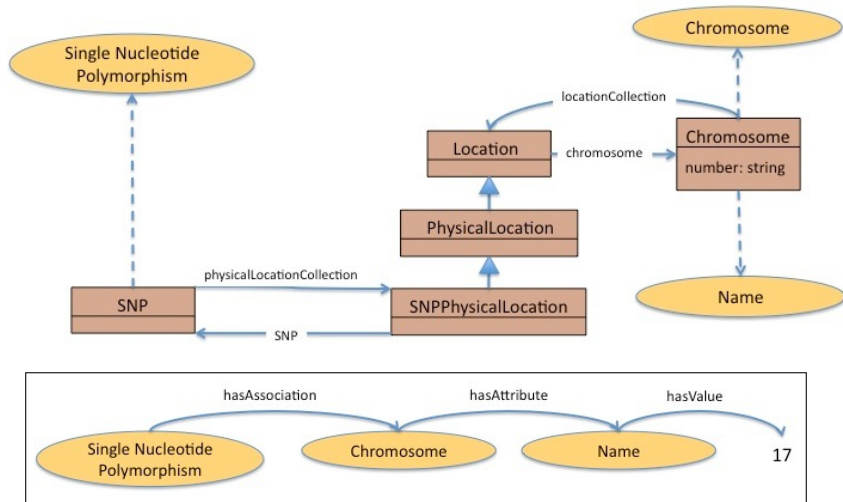 Chromosome
Single Nucleotide
Polymorphism
locationCollection
Location
chromosome
Chromosome
number: string
PhysicalLocation
physicalLocationCollection
SNP
SNPPhysicalLocation
Name
SNP
hasAssociation
hasAttribute
hasValue
Single Nucleotide
Polymorphism
Chromosome
Name
17